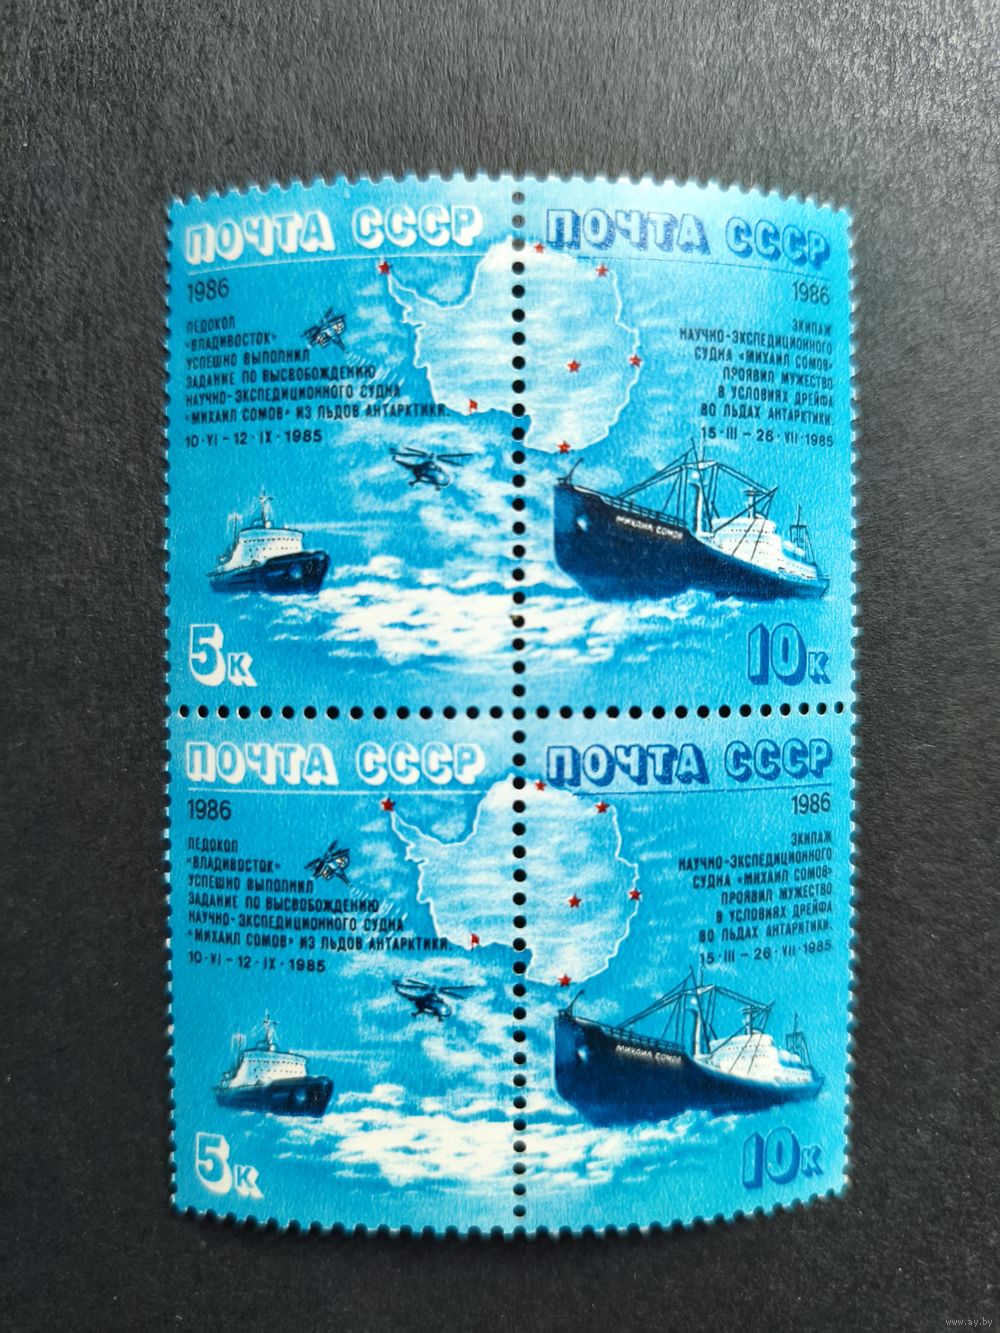 ПОЧТА СССР
1986
ЛЕДОКОЛ
«ВЛАДИВОСТОК»
УСПЕШНО ВЫПОЛНИЛ
ЗАДАНИЕ ПО ВЫСВОБОЖДЕНИЮ
НАУЧНО-ЭКСПЕДИЦИОННОГО СУДНА
«МИХАИЛ СОМОВ» ИЗ ЛЬДОВ АНТАРКТИКИ.
10·VI–12·IX·1985
5К
ПОЧТА СССР
1986
ЭКИПАЖ
НАУЧНО-ЭКСПЕДИЦИОННОГО
СУДНА «МИХАИЛ СОМОВ»
ПРОЯВИЛ МУЖЕСТВО
В УСЛОВИЯХ ДРЕЙФА
ВО ЛЬДАХ АНТАРКТИКИ.
15·III–26·VII·1985
МИХАИЛ СОМОВ
10К
ПОЧТА СССР
1986
ЛЕДОКОЛ
«ВЛАДИВОСТОК»
УСПЕШНО ВЫПОЛНИЛ
ЗАДАНИЕ ПО ВЫСВОБОЖДЕНИЮ
НАУЧНО-ЭКСПЕДИЦИОННОГО СУДНА
«МИХАИЛ СОМОВ» ИЗ ЛЬДОВ АНТАРКТИКИ.
10·VI–12·IX·1985
5К
ПОЧТА СССР
1986
ЭКИПАЖ
НАУЧНО-ЭКСПЕДИЦИОННОГО
СУДНА «МИХАИЛ СОМОВ»
ПРОЯВИЛ МУЖЕСТВО
В УСЛОВИЯХ ДРЕЙФА
ВО ЛЬДАХ АНТАРКТИКИ.
15·III–26·VII·1985
МИХАИЛ СОМОВ
10К
www.ay.by